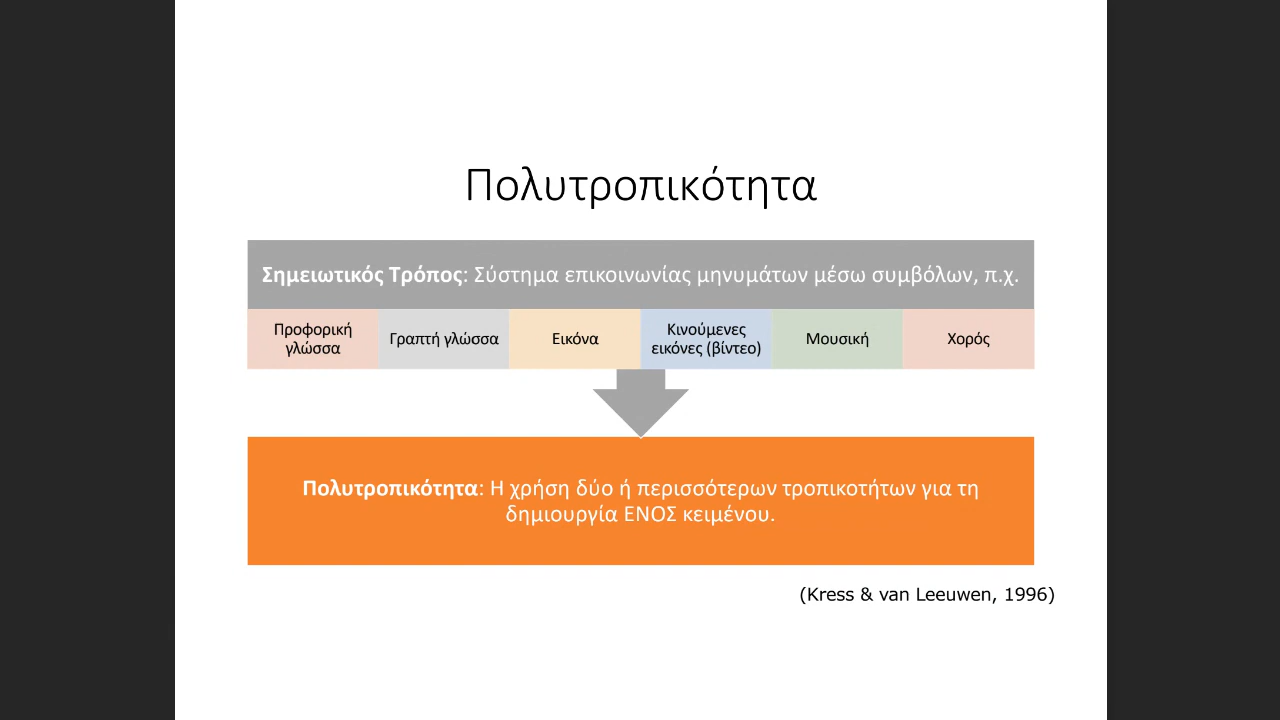 Πολυτροπικότητα
Σημειωτικός Τρόπος: Σύστημα επικοινωνίας μηνυμάτων μέσω συμβόλων, π.χ.
Προφορική
γλώσσα
Γραπτή γλώσσα
Εικόνα
Κινούμενες
εικόνες (βίντεο)
Μουσική
Χορός
Πολυτροπικότητα: Η χρήση δύο ή περισσότερων τροπικοτήτων για τη
δημιουργία ΕΝΟΣ κειμένου.
(Kress & van Leeuwen, 1996)